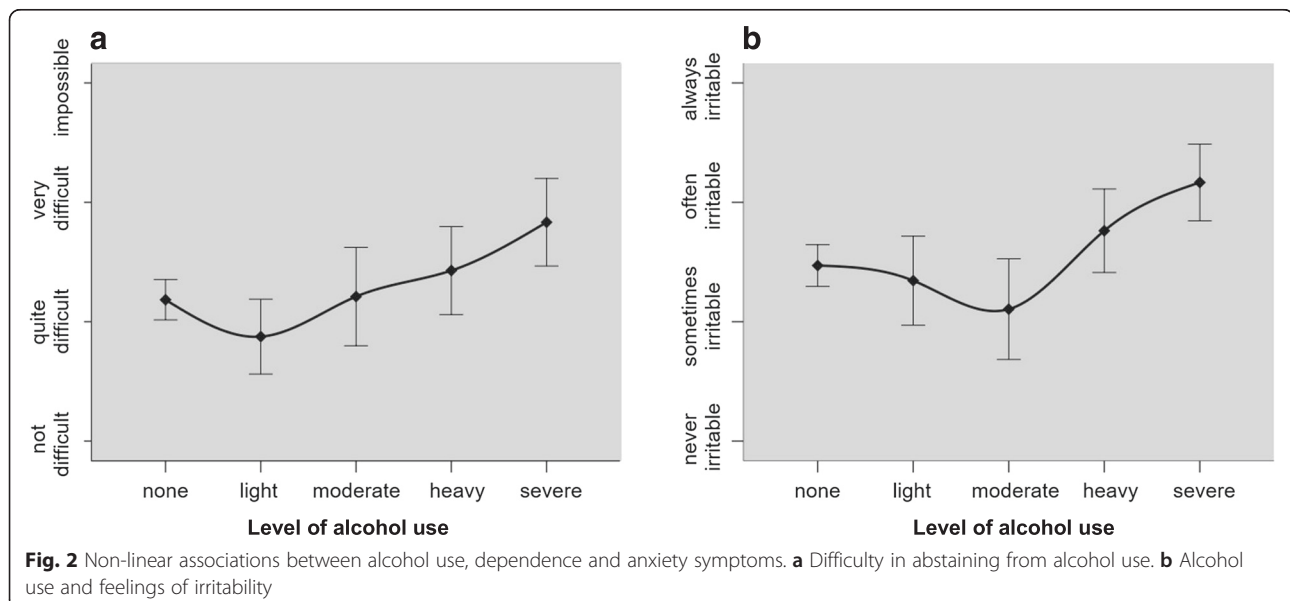 a
impossible
very
difficult
quite
difficult
not
difficult
none light moderate heavy severe
Level of alcohol use
b
always
irritable
often
irritable
sometimes
irritable
never
irritable
none light moderate heavy severe
Level of alcohol use
Fig. 2 Non-linear associations between alcohol use, dependence and anxiety symptoms. a Difficulty in abstaining from alcohol use. b Alcohol
use and feelings of irritability